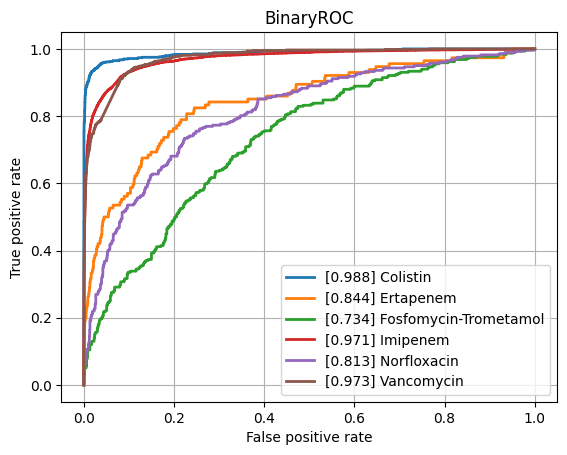 BinaryROC
True positive rate
1.0
0.8
0.6
0.4
0.2
0.0
[0.988] Colistin
[0.844] Ertapenem
[0.734] Fosfomycin-Trometamol
[0.971] Imipenem
[0.813] Norfloxacin
[0.973] Vancomycin
0.0 0.2 0.4 0.6 0.8 1.0
False positive rate